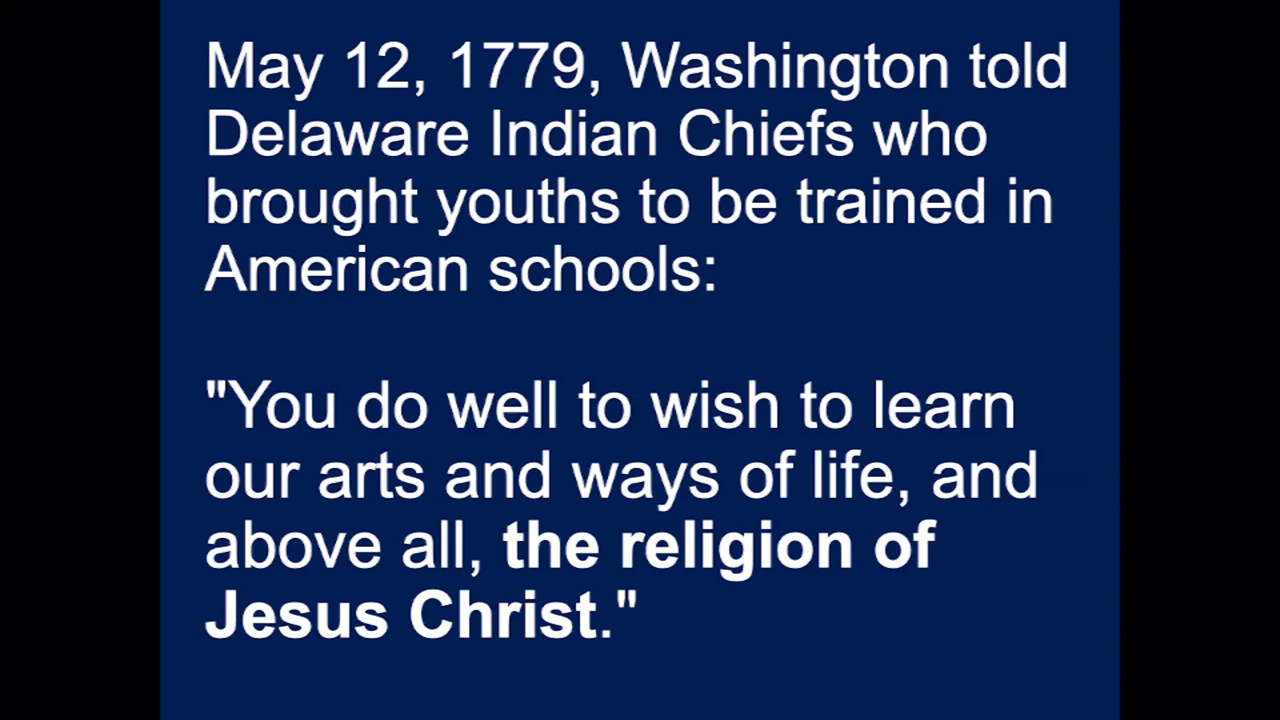 May 12, 1779, Washington told
Delaware Indian Chiefs who
brought youths to be trained in
American schools:
"You do well to wish to learn
our arts and ways of life, and
above all, the religion of
Jesus Christ."